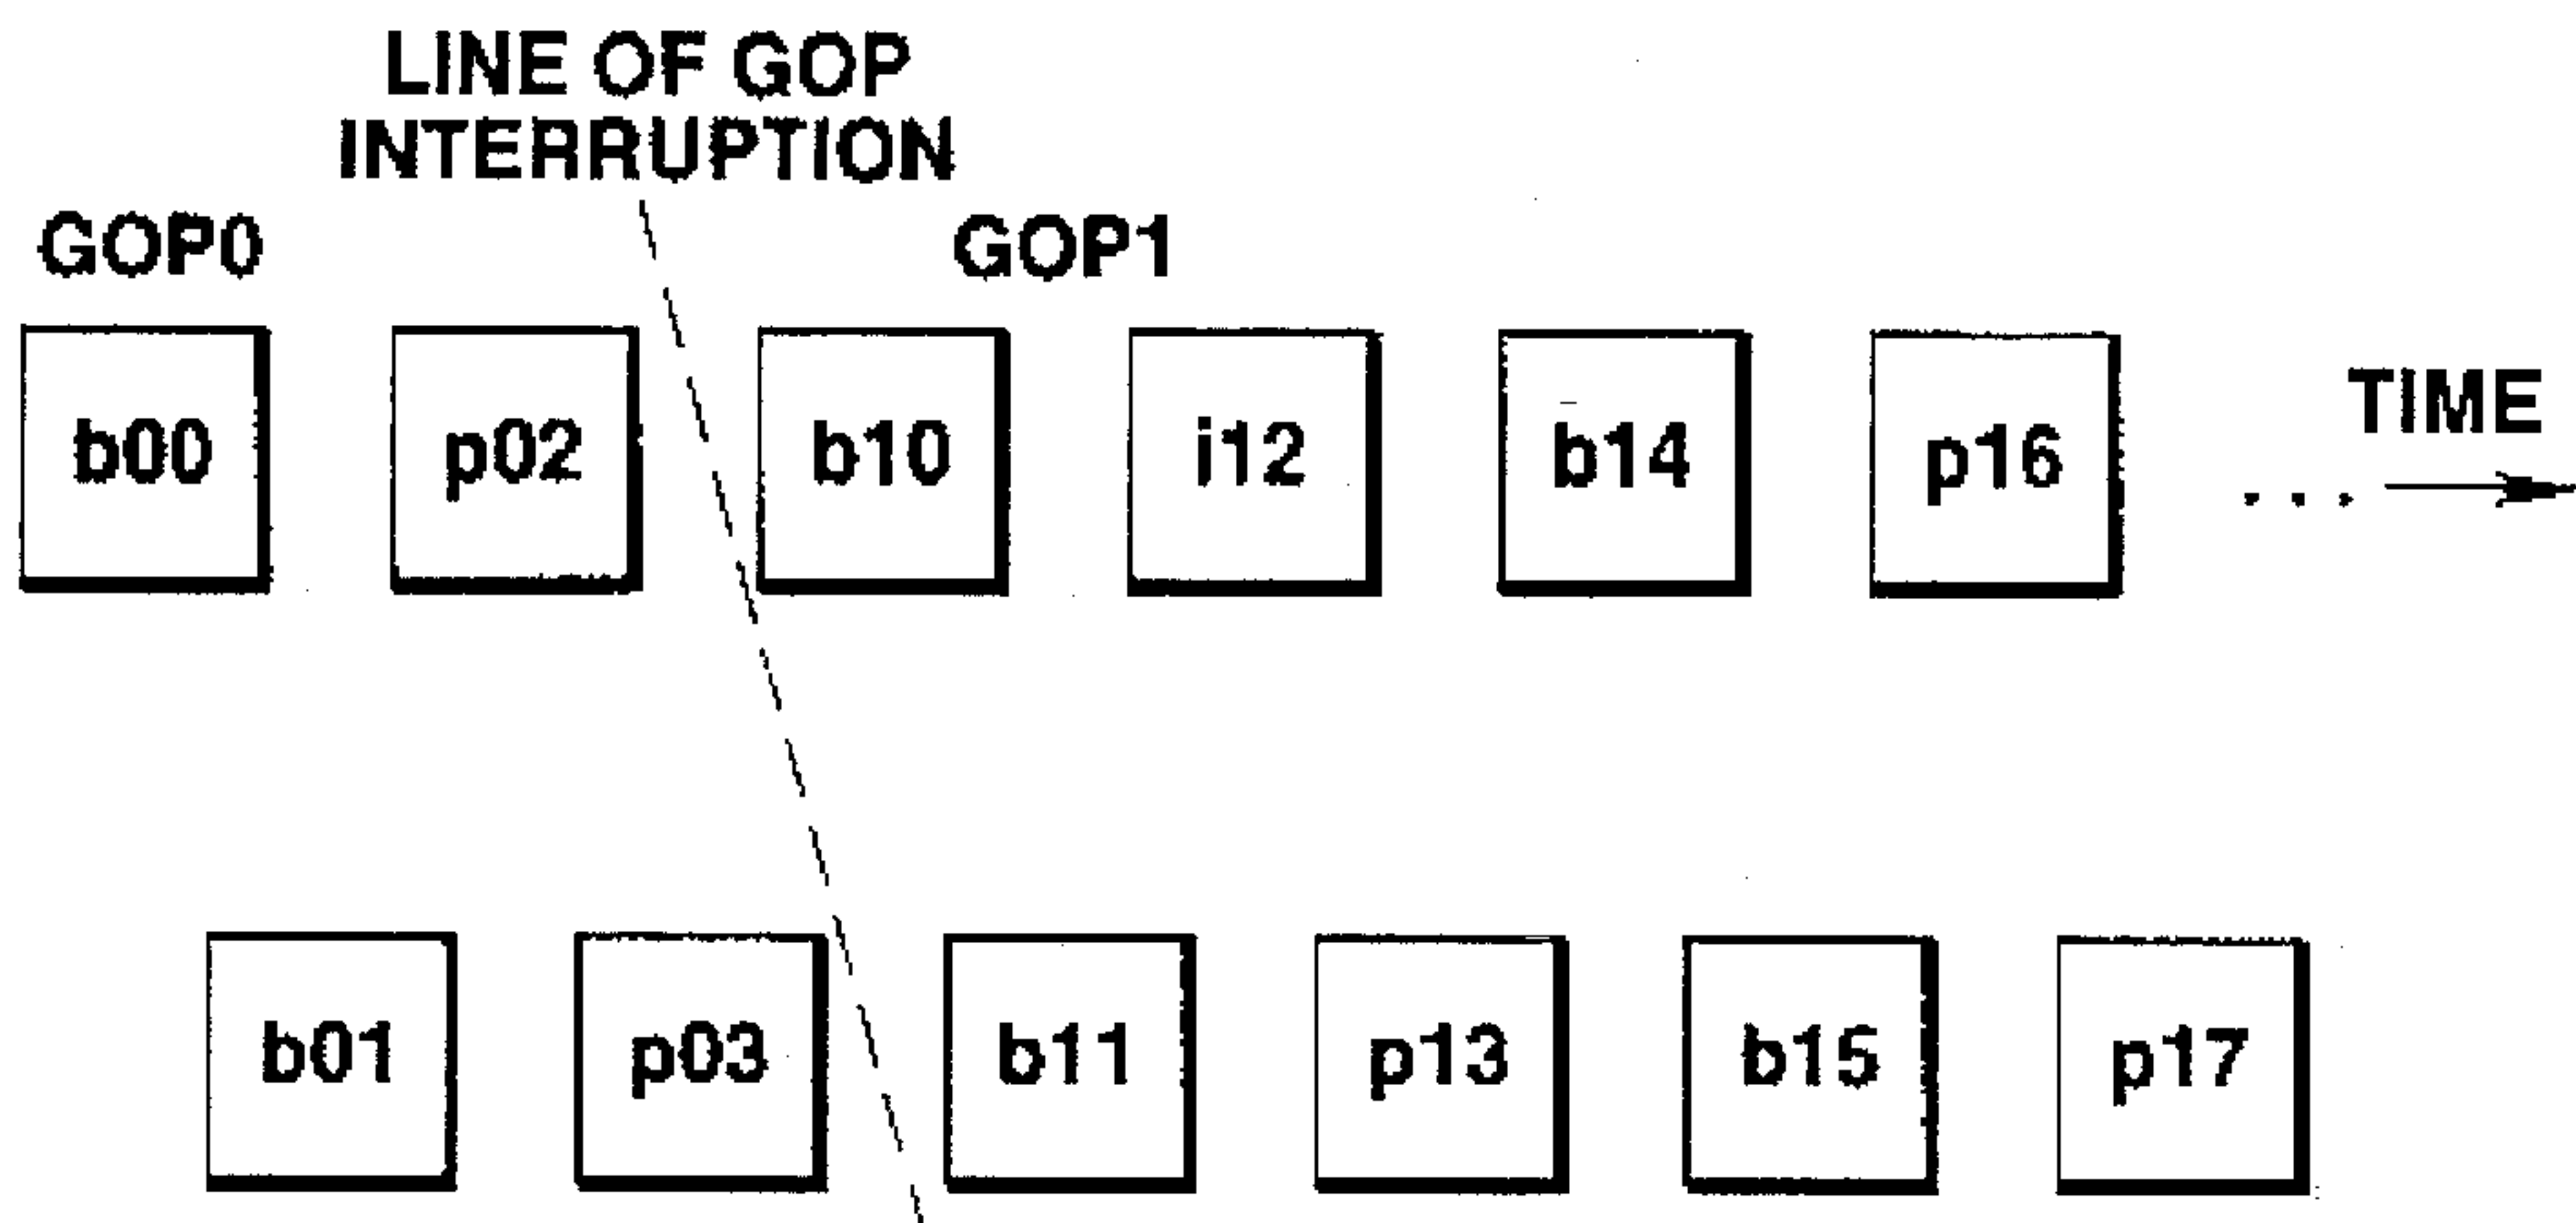 LINE OF GOP
INTERRUPTION
GOP0
GOP1
b00
p02
b10
i12
b14
p16
...
TIME
b01
p03
b11
p13
b15
p17